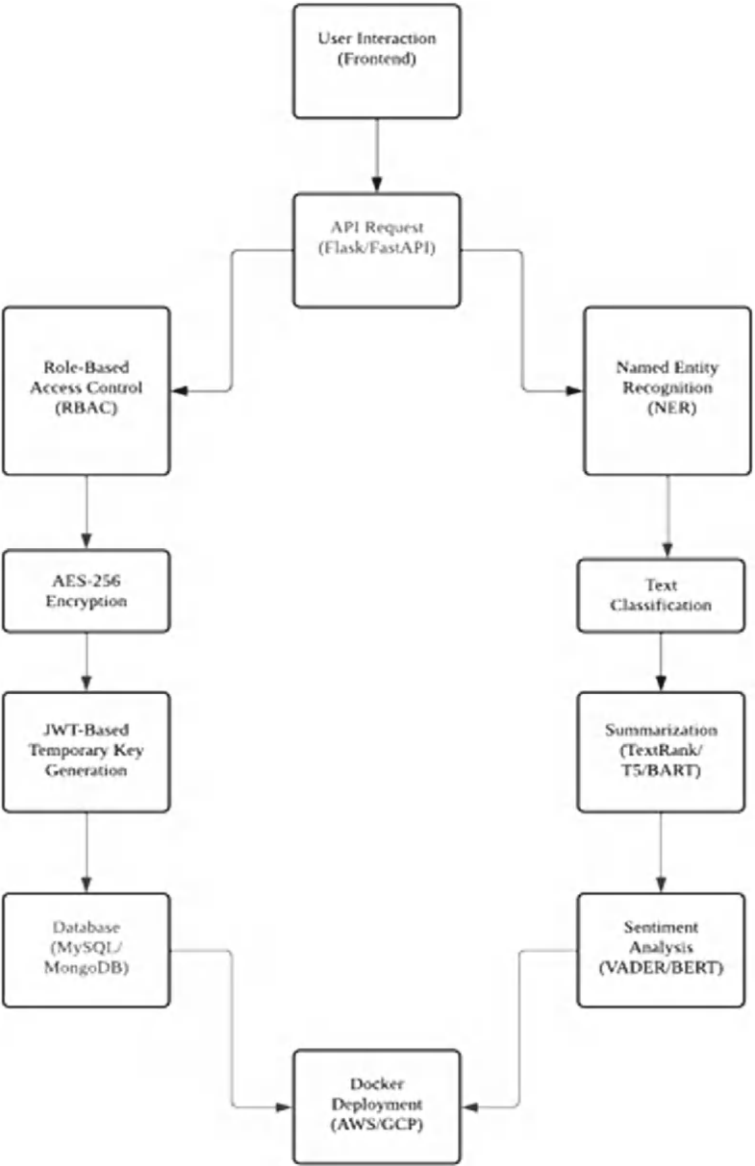 User Interaction
(Frontend)
API Request
(Flask/FastAPI)
Role-Based
Access Control
(RBAC)
Named Entity
Recognition
(NER)
AES-256
Encryption
Text
Classification
JWT-Based
Temporary Key
Generation
Summarization
(TextRank/
T5/BART)
Database
(MySQL/
MongoDB)
Sentiment
Analysis
(VADER/BERT)
Docker
Deployment
(AWS/GCP)